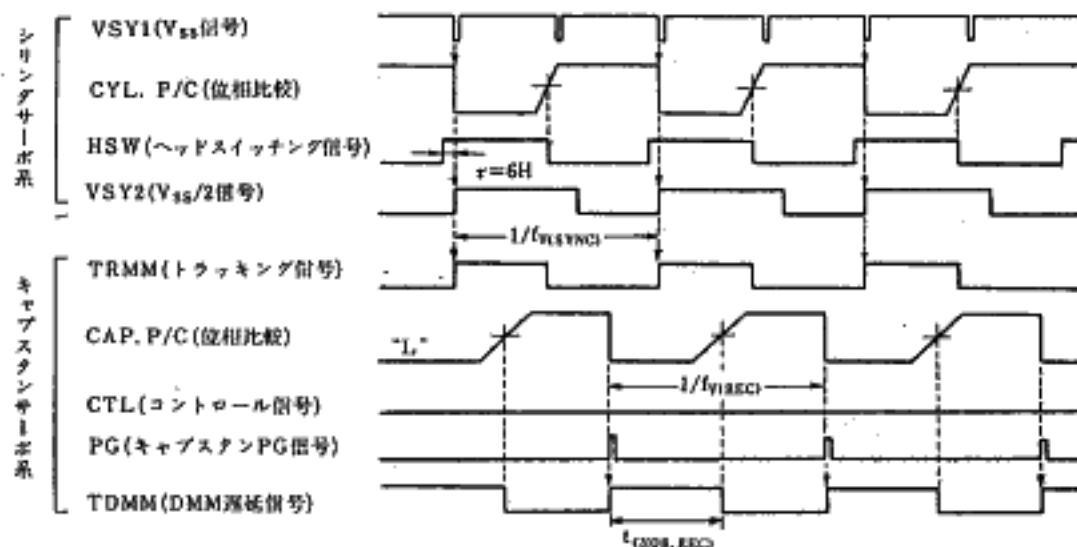 シリンダサーボ系
VSY1(VSS信号)
CYL. P/C(位相比較)
HSW(ヘッドスイッチング信号)
τ=6H
VSY2(VSS/2信号)
1/fV(SYNC)
キャプスタンサーボ系
TRMM(トラッキング信号)
CAP. P/C(位相比較)
"L"
1/fV(REC)
CTL(コントロール信号)
PG(キャプスタンPG信号)
TDMM(DMM遅延信号)